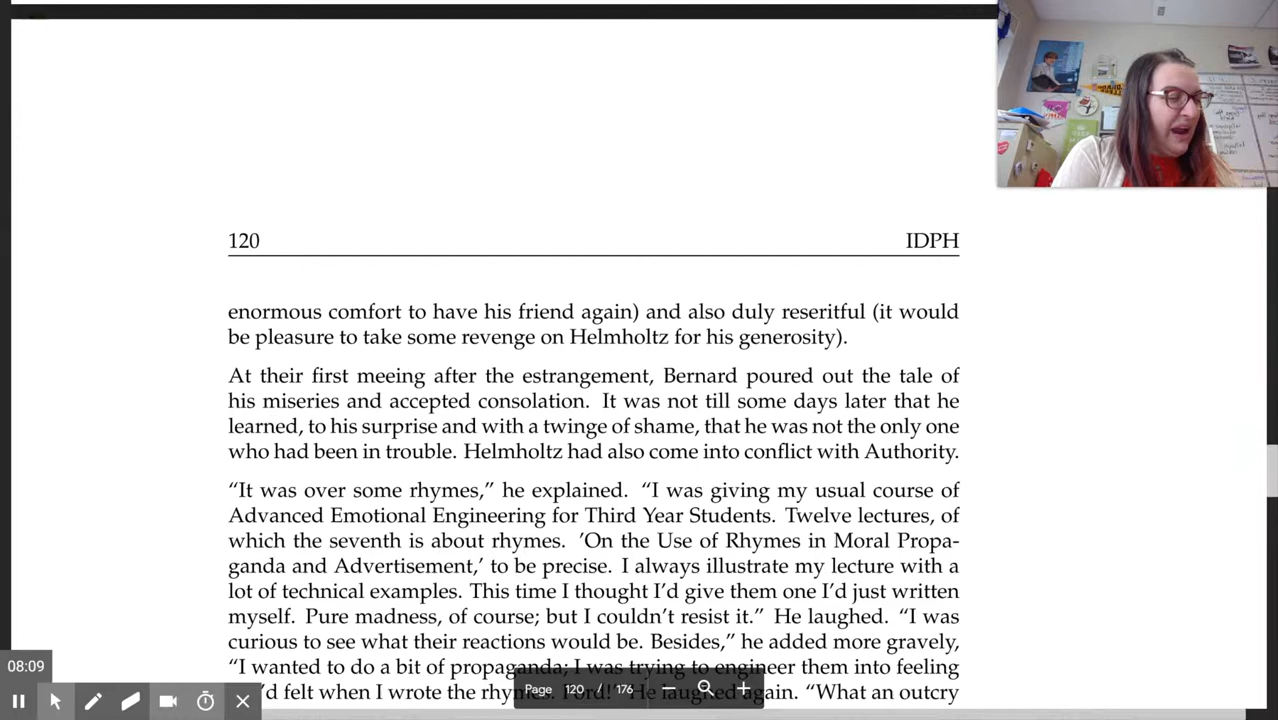 120 IDPH
enormous comfort to have his friend again) and also duly reseritful (it would
be pleasure to take some revenge on Helmholtz for his generosity).
At their first meeing after the estrangement, Bernard poured out the tale of
his miseries and accepted consolation. It was not till some days later that he
learned, to his surprise and with a twinge of shame, that he was not the only one
who had been in trouble. Helmholtz had also come into conflict with Authority.
“It was over some rhymes,” he explained. “I was giving my usual course of
Advanced Emotional Engineering for Third Year Students. Twelve lectures, of
which the seventh is about rhymes. ’On the Use of Rhymes in Moral Propa-
ganda and Advertisement,’ to be precise. I always illustrate my lecture with a
lot of technical examples. This time I thought I’d give them one I’d just written
myself. Pure madness, of course; but I couldn’t resist it.” He laughed. “I was
curious to see what their reactions would be. Besides,” he added more gravely,
“I wanted to do a bit of propaganda; I was trying to engineer them into feeling
’d felt when I wrote the rhymes. Ford!” He laughed again. “What an outcry
08:09
Page 120 / 176